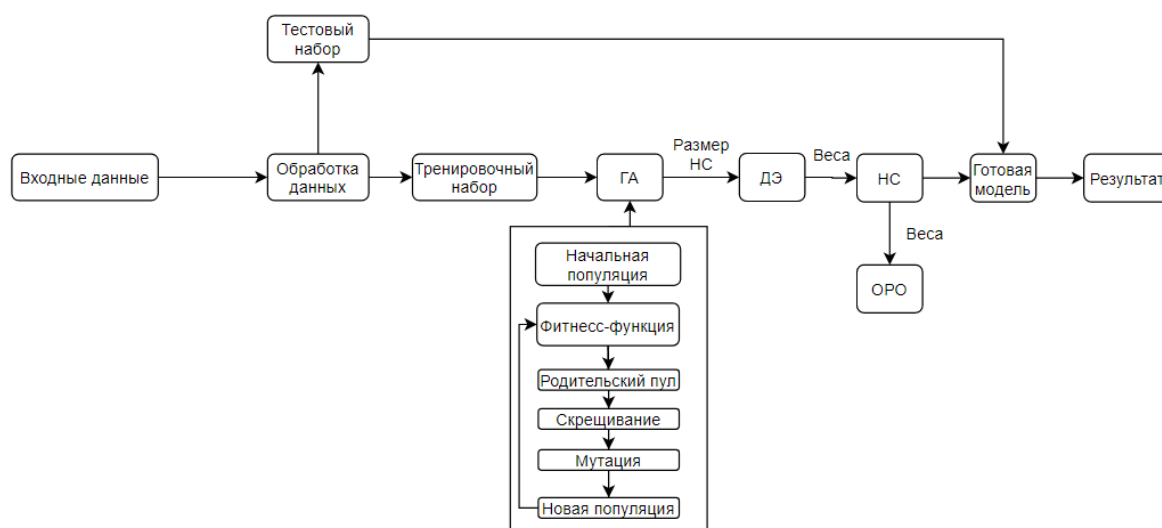 Тестовый
набор
Входные данные
Обработка
данных
Тренировочный
набор
ГА
Размер
НС
ДЭ
Веса
НС
Готовая
модель
Результат
Веса
ОРО
Начальная
популяция
Фитнесс-функция
Родительский пул
Скрещивание
Мутация
Новая популяция